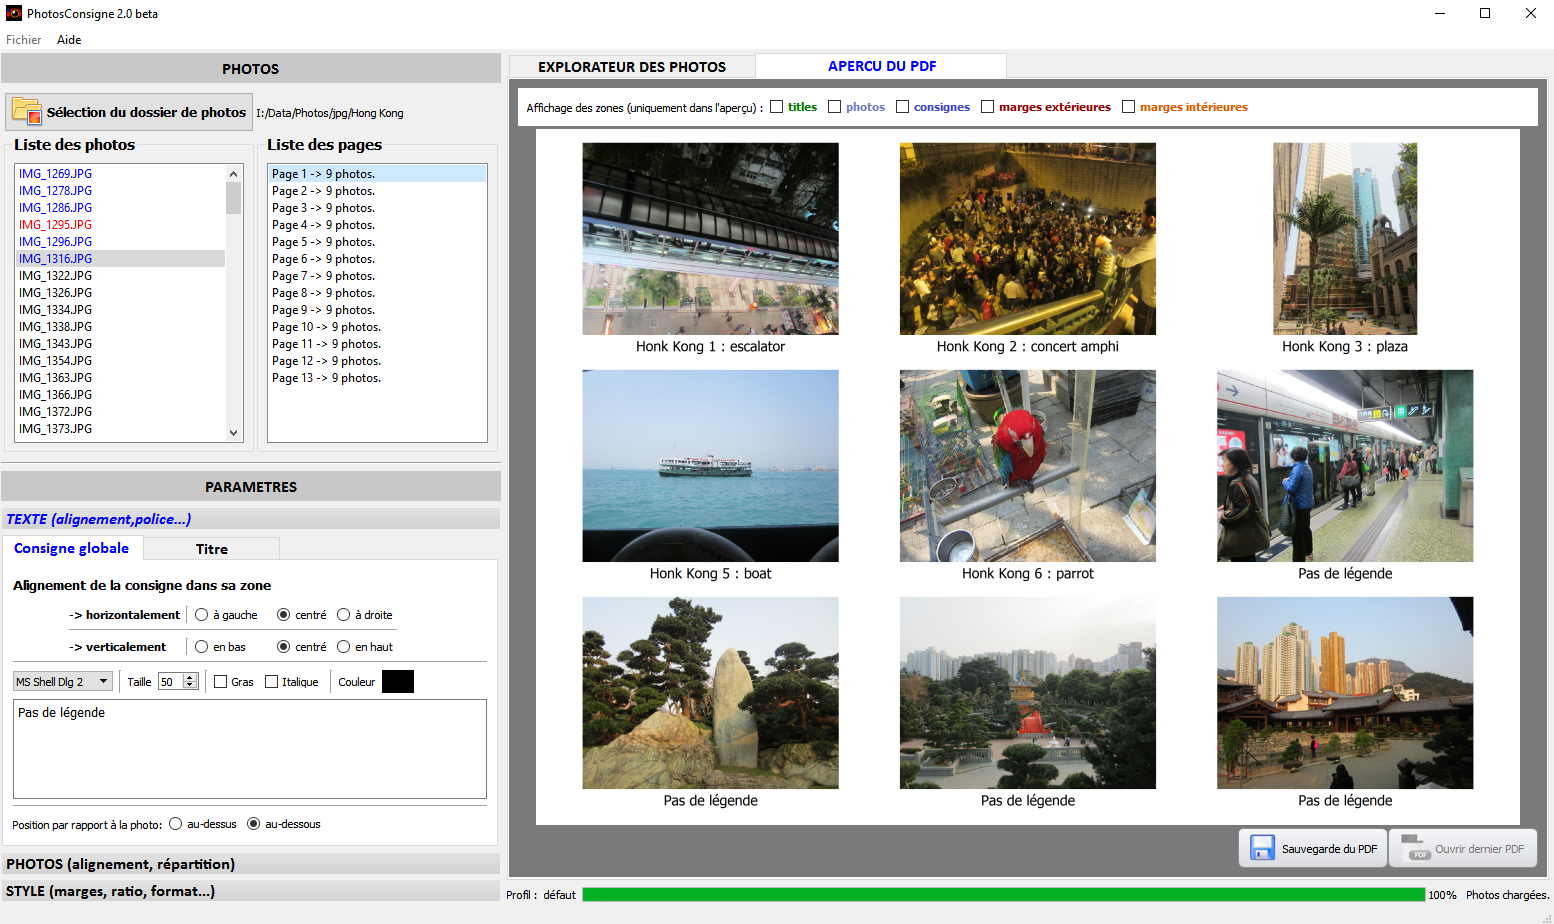 PhotosConsigne 2.0 beta
Fichier Aide
PHOTOS
Sélection du dossier de photos I:/Data/Photos/jpg/Hong Kong
Liste des photos
IMG_1269.JPG
IMG_1278.JPG
IMG_1286.JPG
IMG_1295.JPG
IMG_1296.JPG
IMG_1316.JPG
IMG_1322.JPG
IMG_1326.JPG
IMG_1334.JPG
IMG_1338.JPG
IMG_1343.JPG
IMG_1354.JPG
IMG_1363.JPG
IMG_1366.JPG
IMG_1372.JPG
IMG_1373.JPG
Liste des pages
Page 1 -> 9 photos.
Page 2 -> 9 photos.
Page 3 -> 9 photos.
Page 4 -> 9 photos.
Page 5 -> 9 photos.
Page 6 -> 9 photos.
Page 7 -> 9 photos.
Page 8 -> 9 photos.
Page 9 -> 9 photos.
Page 10 -> 9 photos.
Page 11 -> 9 photos.
Page 12 -> 9 photos.
Page 13 -> 9 photos.
PARAMETRES
TEXTE (alignement,police...)
Consigne globale Titre
Alignement de la consigne dans sa zone
-> horizontalement à gauche centré à droite
-> verticalement en bas centré en haut
MS Shell Dlg 2 Taille 50 Gras Italique Couleur
Pas de légende
Position par rapport à la photo: au-dessus au-dessous
PHOTOS (alignement, répartition)
STYLE (marges, ratio, format...)
EXPLORATEUR DES PHOTOS APERCU DU PDF
Affichage des zones (uniquement dans l'aperçu) : titles photos consignes marges extérieures marges intérieures
Honk Kong 1 : escalator Honk Kong 2 : concert amphi Honk Kong 3 : plaza
Honk Kong 5 : boat Honk Kong 6 : parrot Pas de légende
Pas de légende Pas de légende Pas de légende
Sauvegarde du PDF PDF Ouvrir dernier PDF
Profil : défaut 100% Photos chargées.